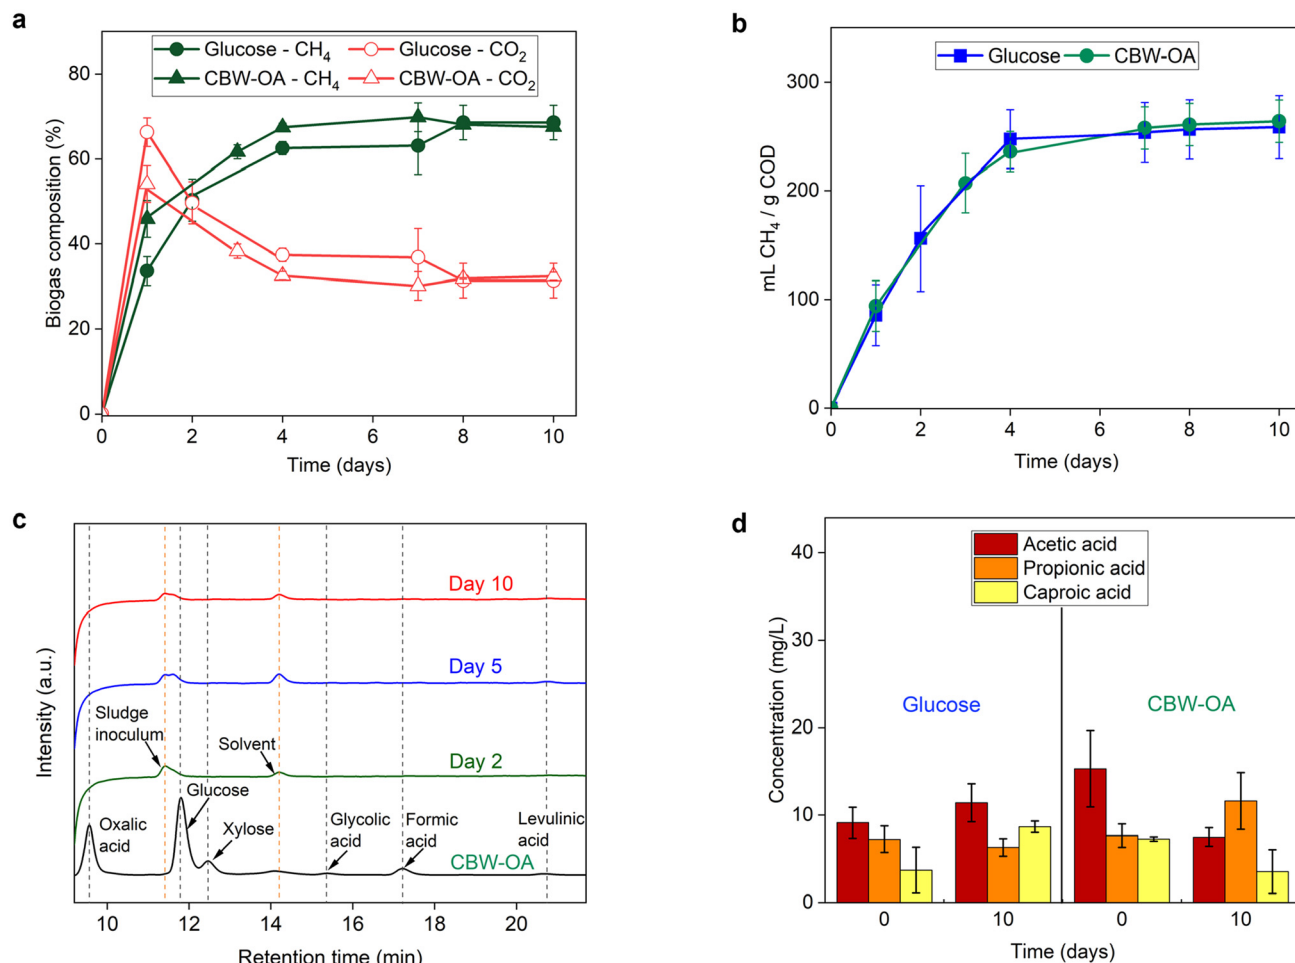 a
Glucose - CH₄
Glucose - CO₂
CBW-OA - CH₄
CBW-OA - CO₂
Biogas composition (%)
80
60
40
20
0
0 2 4 6 8 10
Time (days)
b
Glucose
CBW-OA
mL CH₄ / g COD
300
200
100
0
0 2 4 6 8 10
Time (days)
c
Intensity (a.u.)
Day 10
Day 5
Sludge
inoculum
Solvent
Day 2
Glucose
Oxalic
acid
Xylose
Glycolic
acid
Formic
acid
Levulinic
acid
CBW-OA
10 12 14 16 18 20
Retention time (min)
d
Acetic acid
Propionic acid
Caproic acid
Concentration (mg/L)
40
30
20
10
0
Glucose
CBW-OA
0 10 0 10
Time (days)